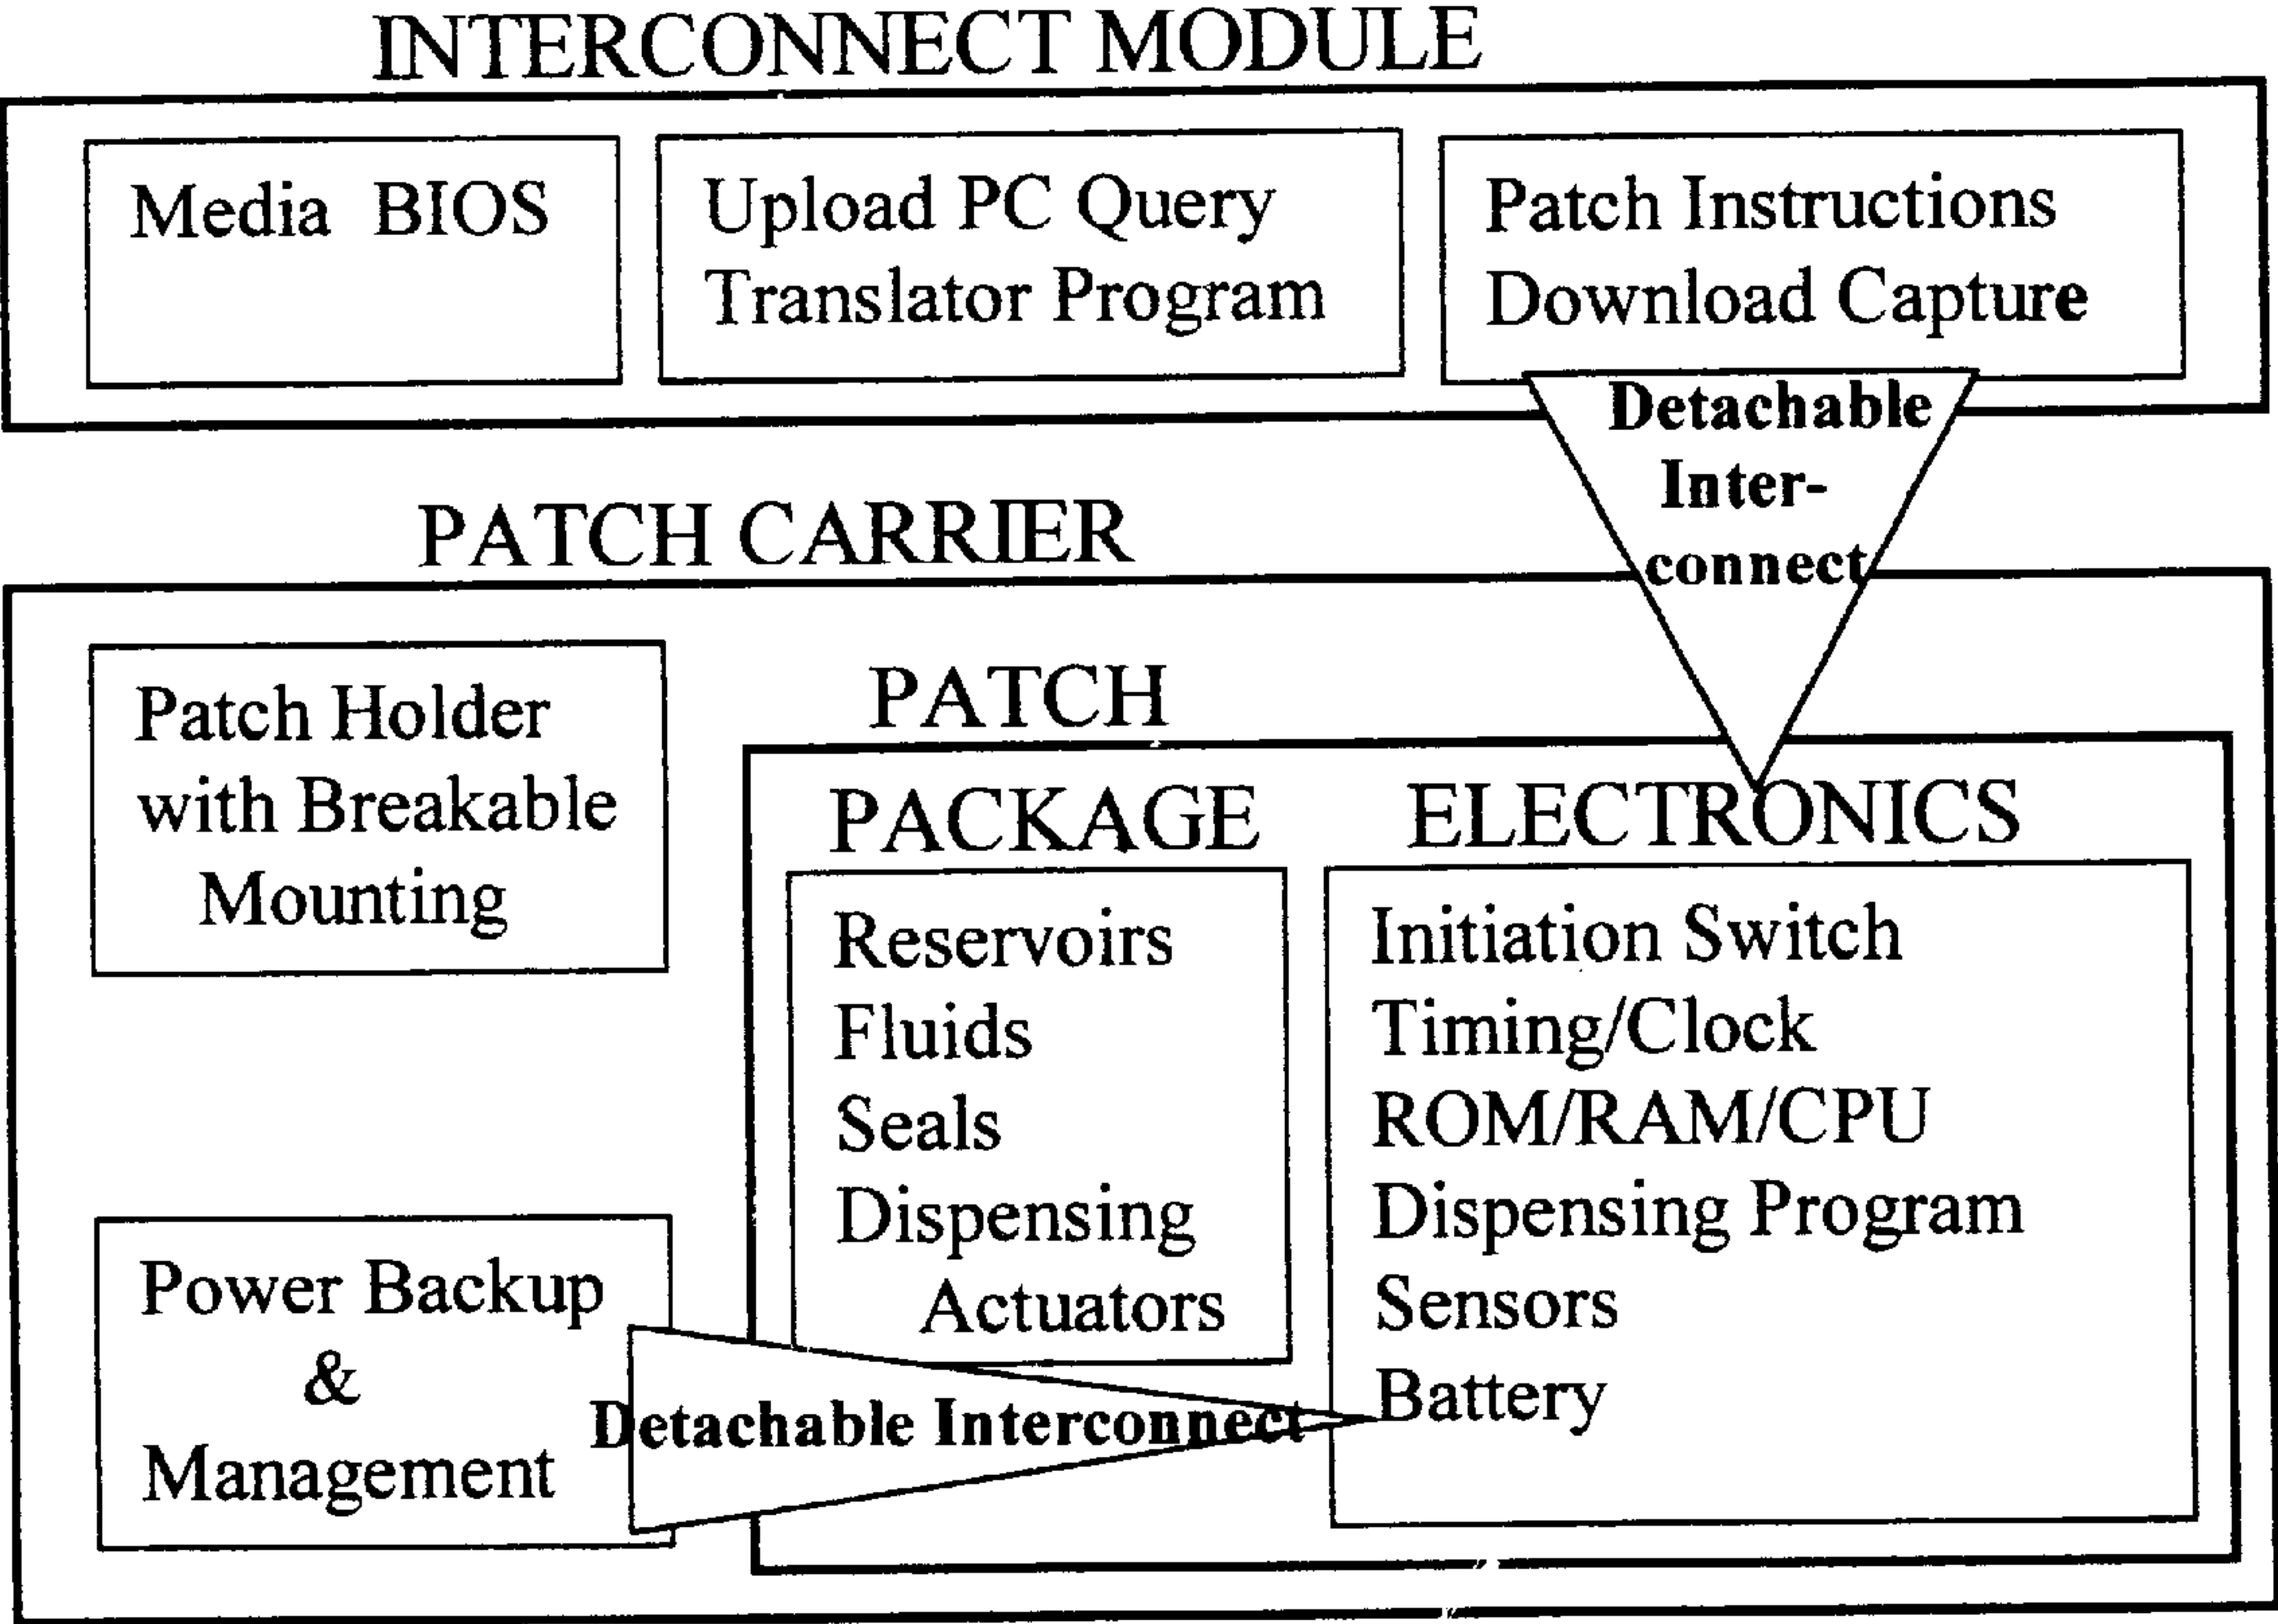 INTERCONNECT MODULE
Media BIOS
Upload PC Query
Translator Program
Patch Instructions
Download Capture
Detachable
Inter-
connect
PATCH CARRIER
Patch Holder
with Breakable
Mounting
PATCH
PACKAGE
Reservoirs
Fluids
Seals
Dispensing
Actuators
ELECTRONICS
Initiation Switch
Timing/Clock
ROM/RAM/CPU
Dispensing Program
Sensors
Battery
Power Backup
&
Management
Detachable Interconnect